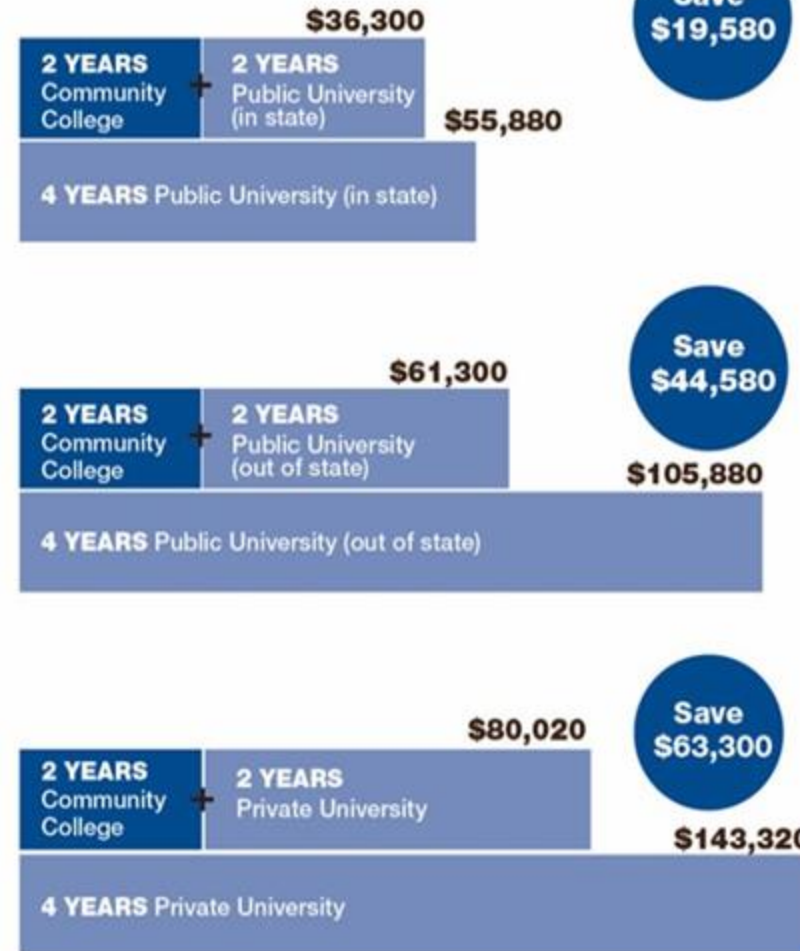 $36,300
Save
$19,580
2 YEARS
Community
College
+
2 YEARS
Public University
(in state)
$55,880
4 YEARS Public University (in state)
$61,300
Save
$44,580
2 YEARS
Community
College
+
2 YEARS
Public University
(out of state)
$105,880
4 YEARS Public University (out of state)
$80,020
Save
$63,300
2 YEARS
Community
College
+
2 YEARS
Private University
$143,320
4 YEARS Private University